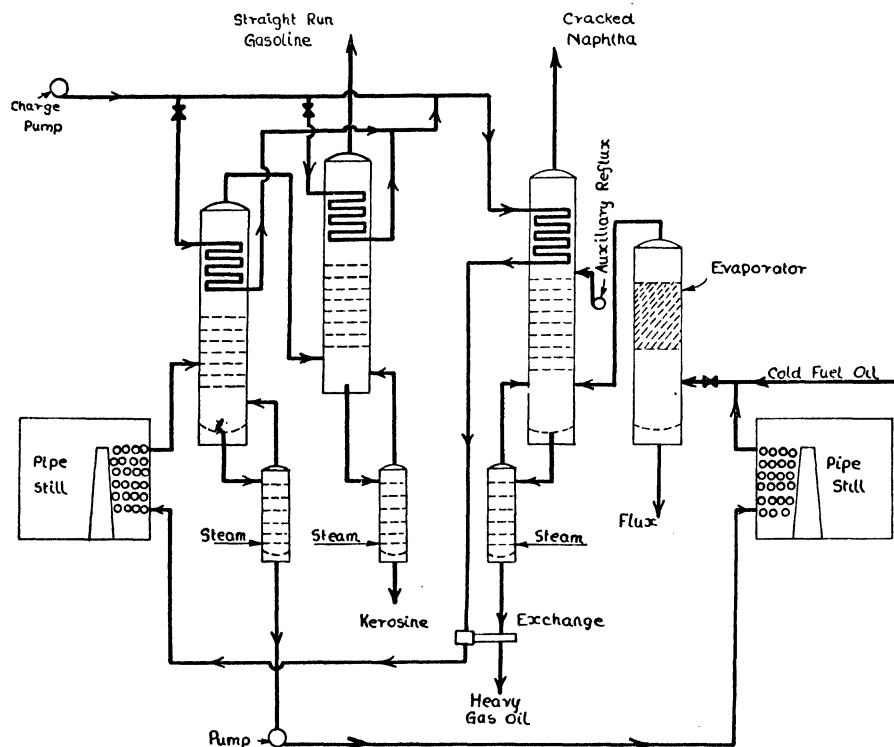 Straight Run
Gasoline
Cracked
Naphtha
Charge
Pump
Auxiliary Reflux
Evaporator
Cold Fuel Oil
Pipe
Still
Pipe
Still
Steam
Steam
Steam
Flux
Kerosine
Exchange
Heavy
Gas Oil
Pump